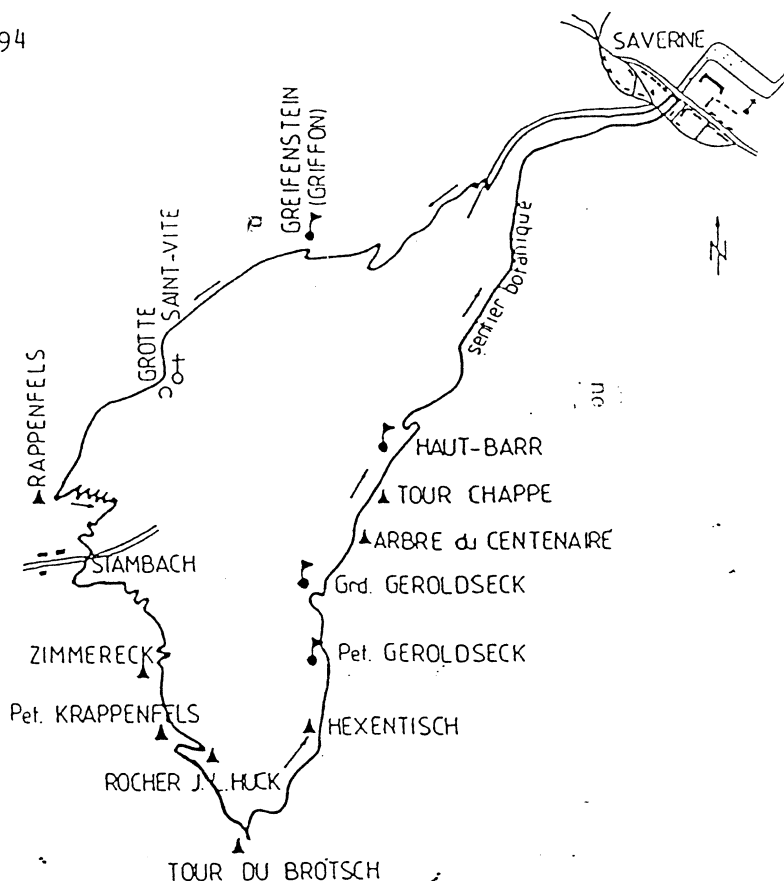 94
SAVERNE
GREIFENSTEIN
(GRIFFON)
GROTTE
SAINT-VITE
N
sentier botanique
RAPPENFELS
HAUT-BARR
TOUR CHAPPE
ARBRE du CENTENAIRE
STAMBACH
Grd. GEROLDSECK
ZIMMERECK
Pet. GEROLDSECK
Pet. KRAPPENFELS
HEXENTISCH
ROCHER J.L.HUCK
TOUR DU BRÖTSCH